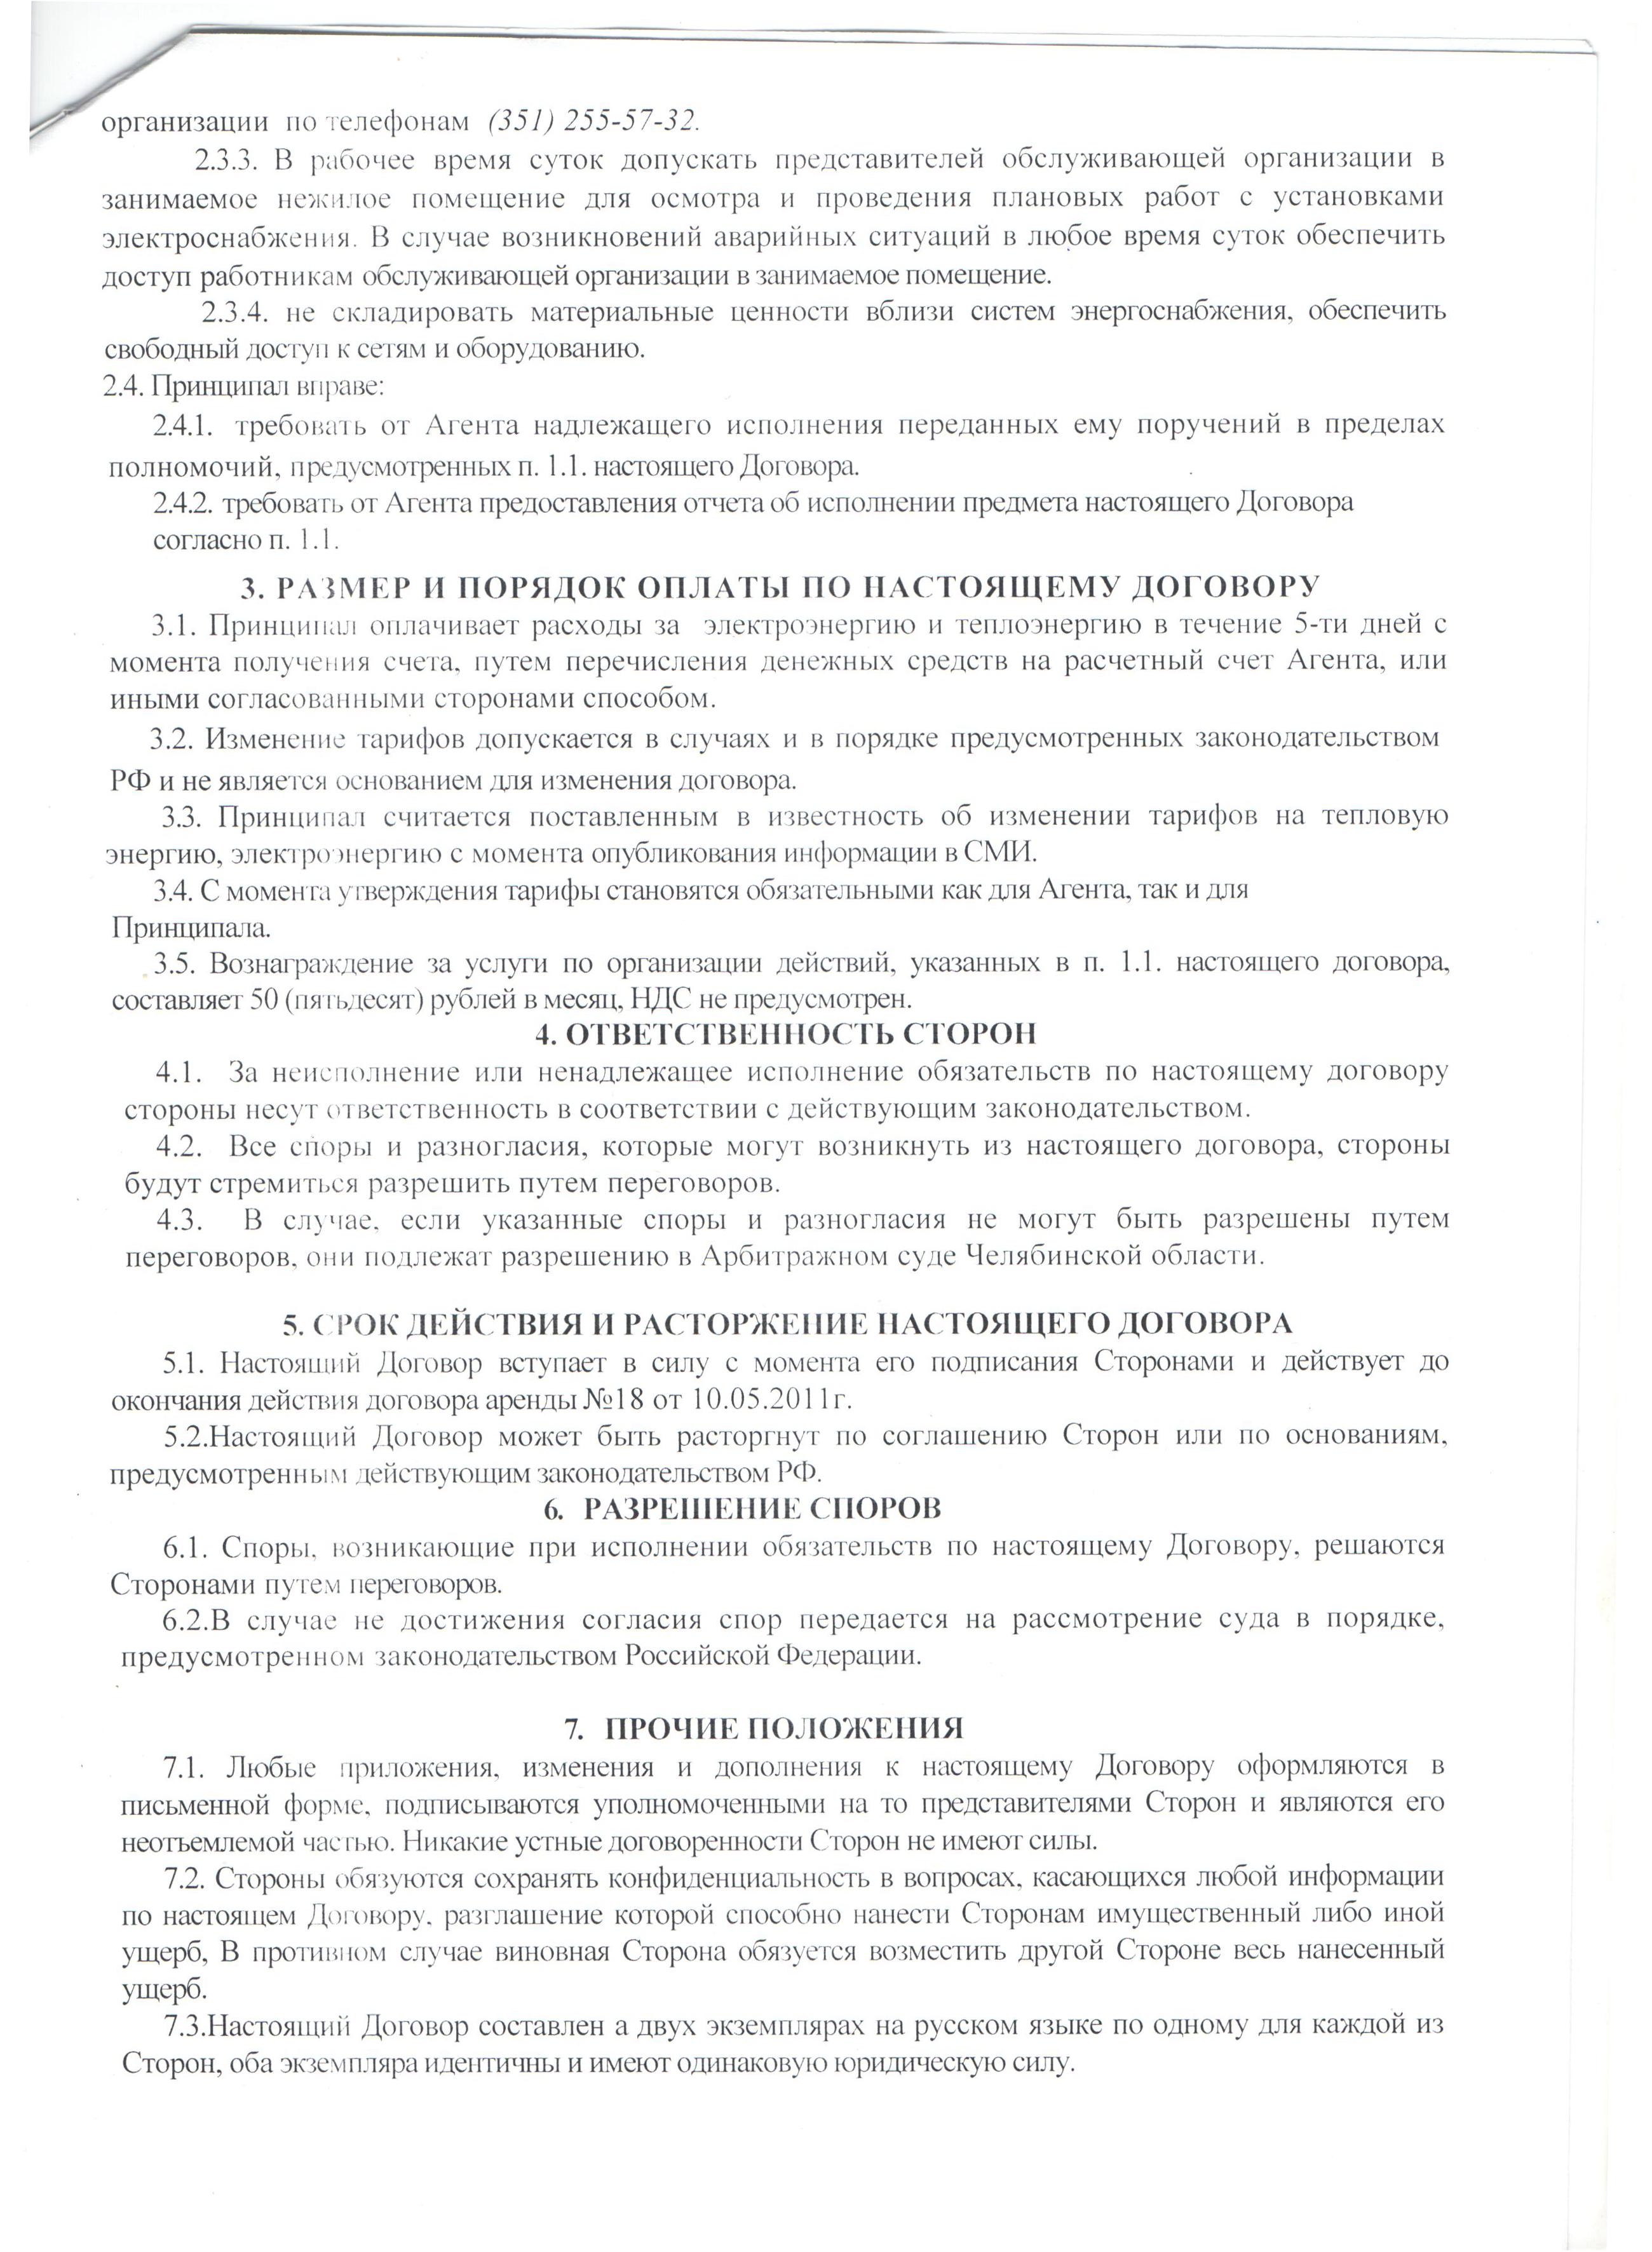 организации по телефонам (351) 255-57-32.
2.3.3. В рабочее время суток допускать представителей обслуживающей организации в
занимаемое нежилое помещение для осмотра и проведения плановых работ с установками
электроснабжения. В случае возникновений аварийных ситуаций в любое время суток обеспечить
доступ работникам обслуживающей организации в занимаемое помещение.
2.3.4. не складировать материальные ценности вблизи систем энергоснабжения, обеспечить
свободный доступ к сетям и оборудованию.
2.4. Принципал вправе:
2.4.1. требовать от Агента надлежащего исполнения переданных ему поручений в пределах
полномочий, предусмотренных п. 1.1. настоящего Договора.
2.4.2. требовать от Агента предоставления отчета об исполнении предмета настоящего Договора
согласно п. 1.1.
3. РАЗМЕР И ПОРЯДОК ОПЛАТЫ ПО НАСТОЯЩЕМУ ДОГОВОРУ
3.1. Принципал оплачивает расходы за электроэнергию и теплоэнергию в течение 5-ти дней с
момента получения счета, путем перечисления денежных средств на расчетный счет Агента, или
иными согласованными сторонами способом.
3.2. Изменение тарифов допускается в случаях и в порядке предусмотренных законодательством
РФ и не является основанием для изменения договора.
3.3. Принципал считается поставленным в известность об изменении тарифов на тепловую
энергию, электроэнергию с момента опубликования информации в СМИ.
3.4. С момента утверждения тарифы становятся обязательными как для Агента, так и для
Принципала.
3.5. Вознаграждение за услуги по организации действий, указанных в п. 1.1. настоящего договора,
составляет 50 (пятьдесят) рублей в месяц, НДС не предусмотрен.
4. ОТВЕТСТВЕННОСТЬ СТОРОН
4.1. За неисполнение или ненадлежащее исполнение обязательств по настоящему договору
стороны несут ответственность в соответствии с действующим законодательством.
4.2. Все споры и разногласия, которые могут возникнуть из настоящего договора, стороны
будут стремиться разрешить путем переговоров.
4.3. В случае, если указанные споры и разногласия не могут быть разрешены путем
переговоров, они подлежат разрешению в Арбитражном суде Челябинской области.
5. СРОК ДЕЙСТВИЯ И РАСТОРЖЕНИЕ НАСТОЯЩЕГО ДОГОВОРА
5.1. Настоящий Договор вступает в силу с момента его подписания Сторонами и действует до
окончания действия договора аренды №18 от 10.05.2011г.
5.2.Настоящий Договор может быть расторгнут по соглашению Сторон или по основаниям,
предусмотренным действующим законодательством РФ.
6. РАЗРЕШЕНИЕ СПОРОВ
6.1. Споры, возникающие при исполнении обязательств по настоящему Договору, решаются
Сторонами путем переговоров.
6.2.В случае не достижения согласия спор передается на рассмотрение суда в порядке,
предусмотренном законодательством Российской Федерации.
7. ПРОЧИЕ ПОЛОЖЕНИЯ
7.1. Любые приложения, изменения и дополнения к настоящему Договору оформляются в
письменной форме, подписываются уполномоченными на то представителями Сторон и являются его
неотъемлемой частью. Никакие устные договоренности Сторон не имеют силы.
7.2. Стороны обязуются сохранять конфиденциальность в вопросах, касающихся любой информации
по настоящем Договору, разглашение которой способно нанести Сторонам имущественный либо иной
ущерб, В противном случае виновная Сторона обязуется возместить другой Стороне весь нанесенный
ущерб.
7.3.Настоящий Договор составлен а двух экземплярах на русском языке по одному для каждой из
Сторон, оба экземпляра идентичны и имеют одинаковую юридическую силу.